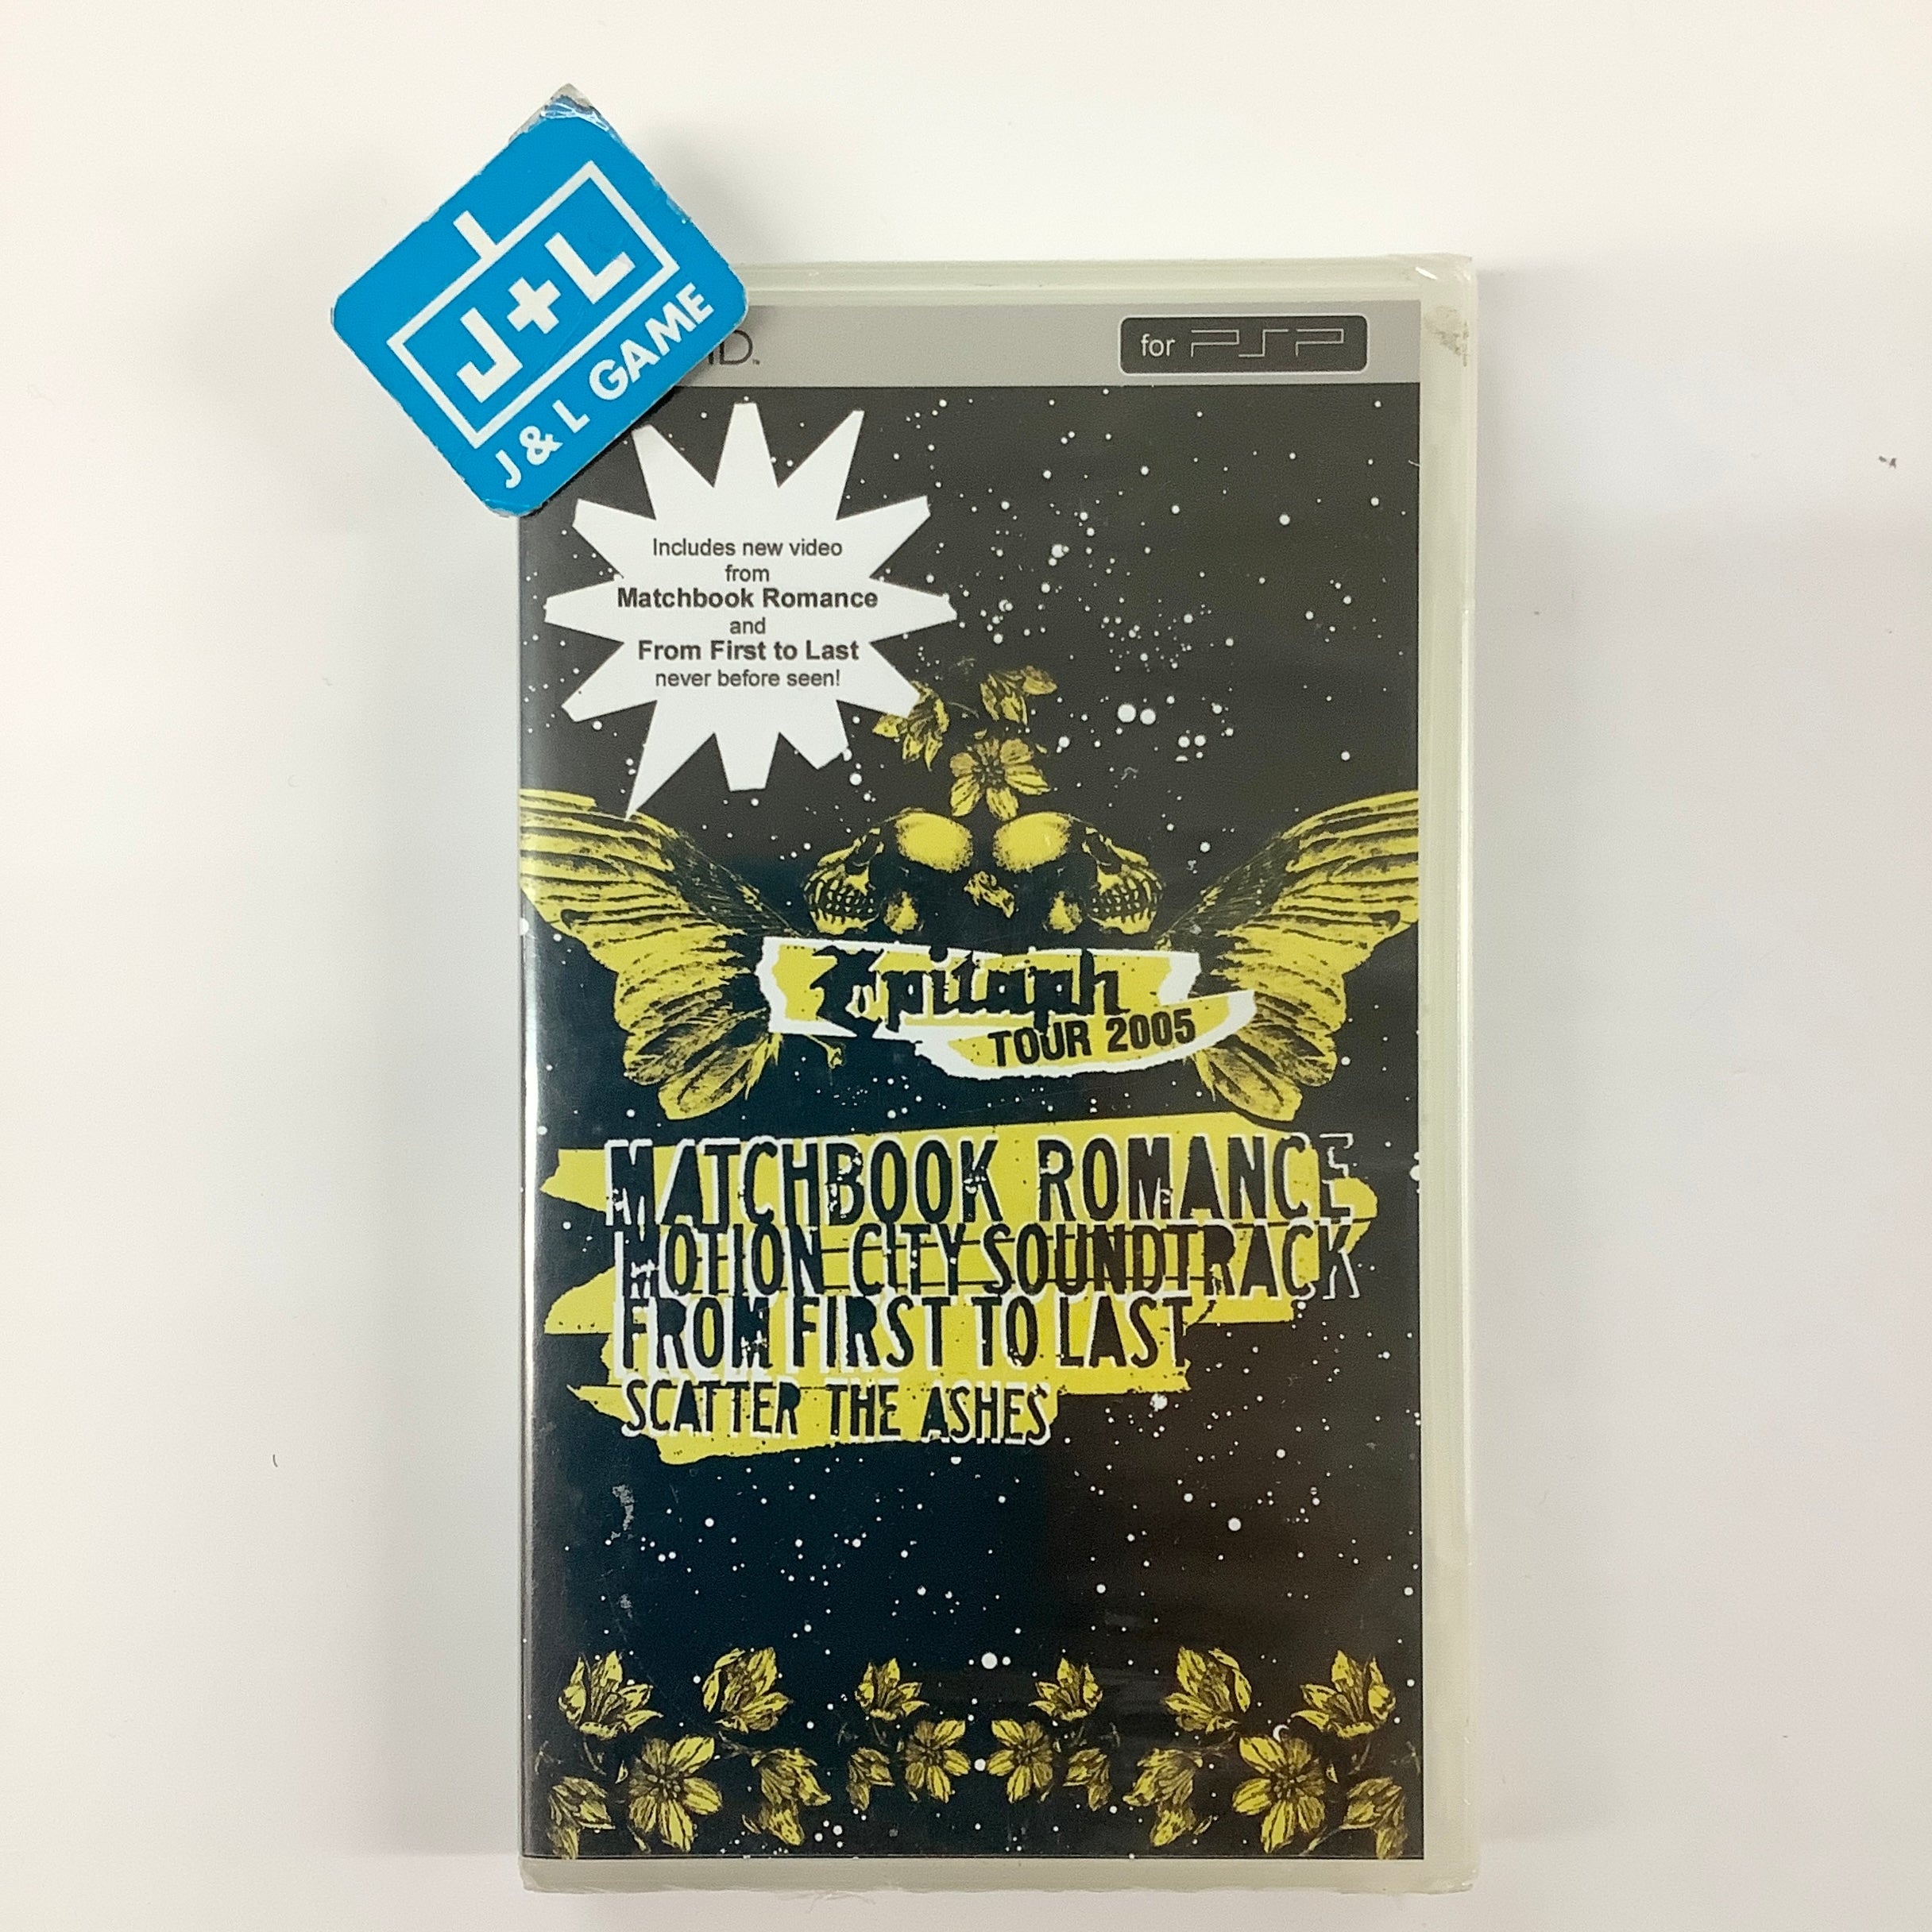 J+L
J & L GAME
for PSP
Includes new video
from
Matchbook Romance
and
From First to Last
never before seen!
Epitaph
TOUR 2005
MATCHBOOK ROMANCE
MOTION CITY SOUNDTRACK
FROM FIRST TO LAST
SCATTER THE ASHES